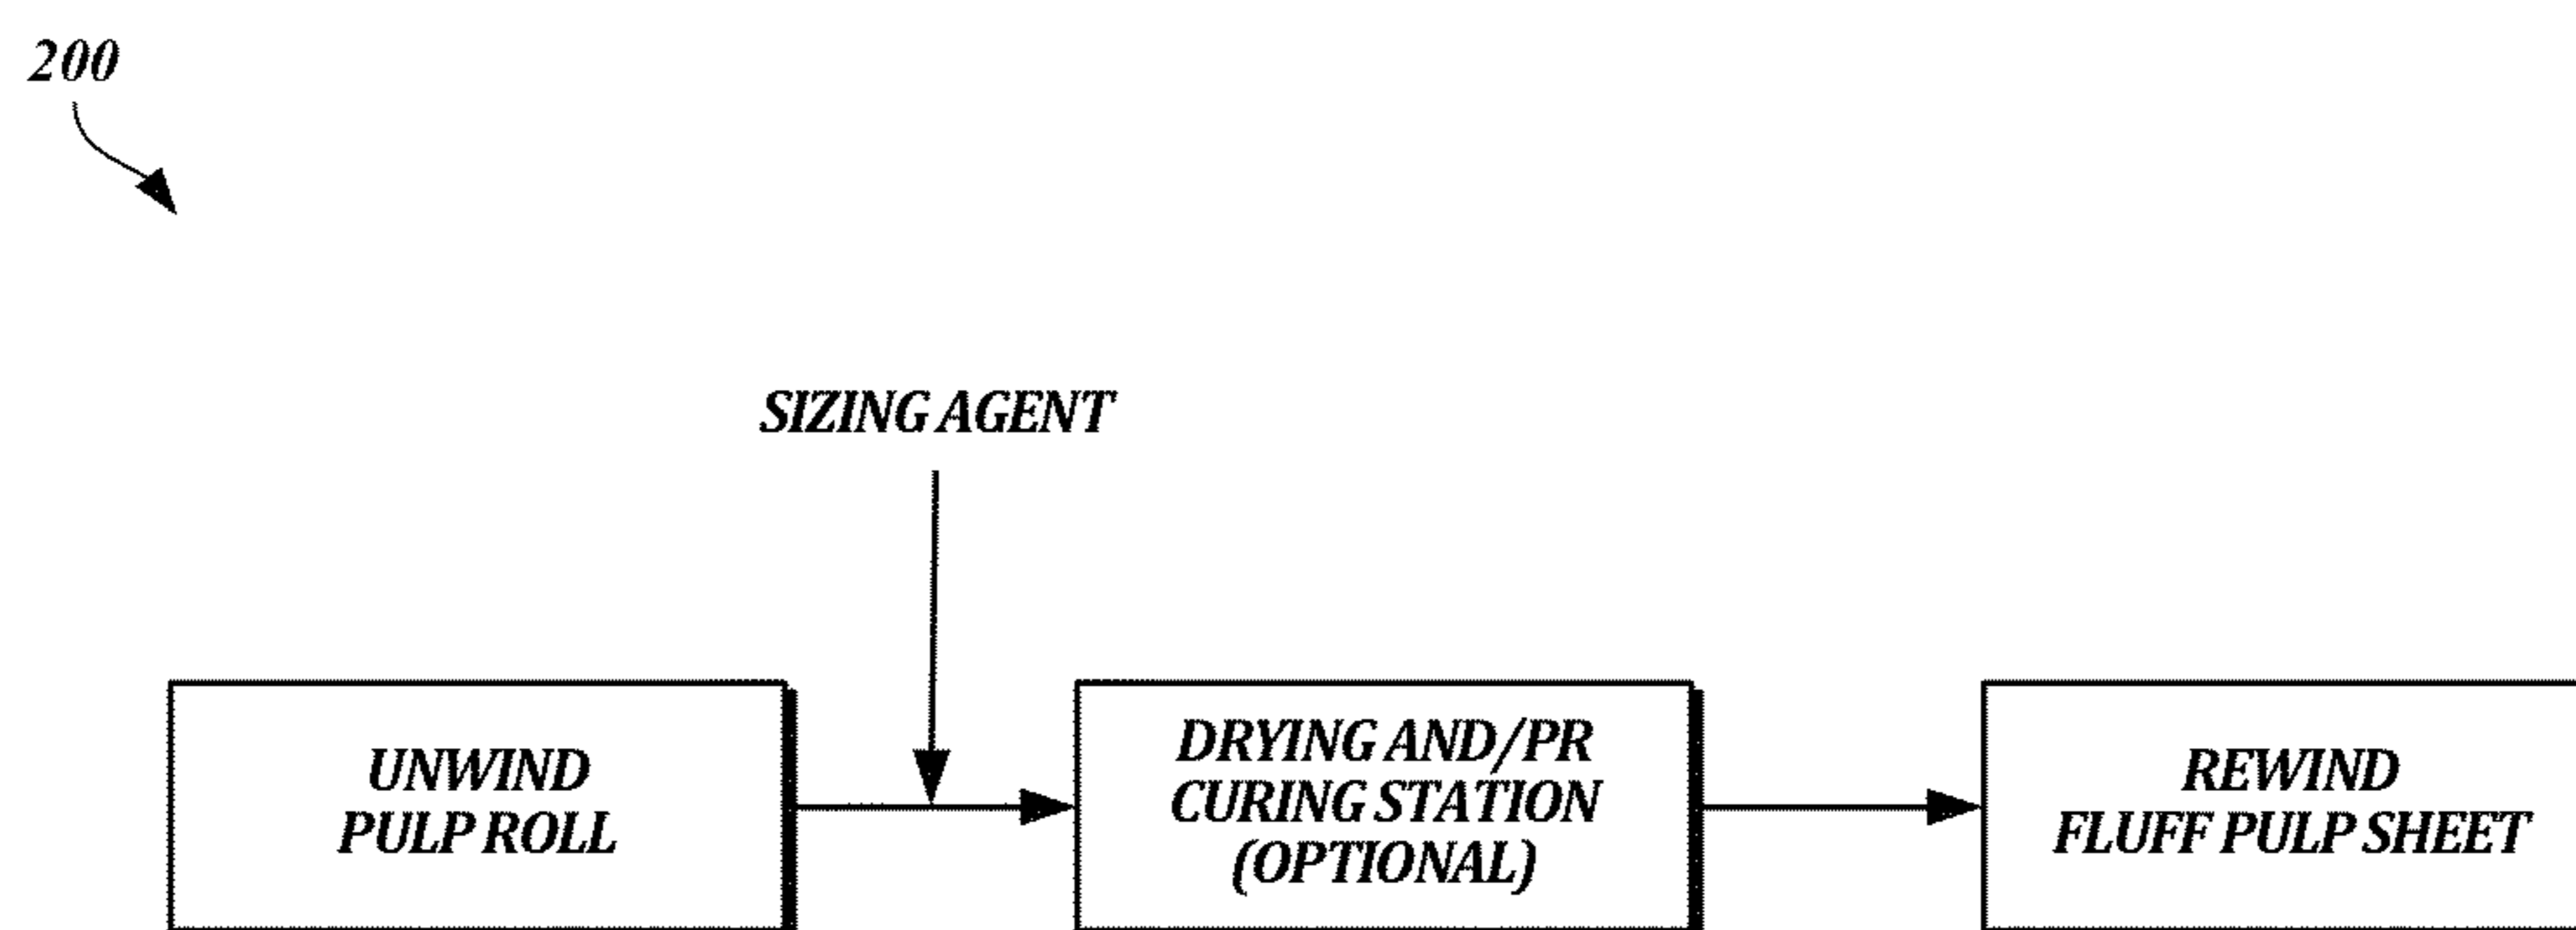 200
SIZING AGENT
UNWIND
PULP ROLL
DRYING AND/PR
CURING STATION
(OPTIONAL)
REWIND
FLUFF PULP SHEET